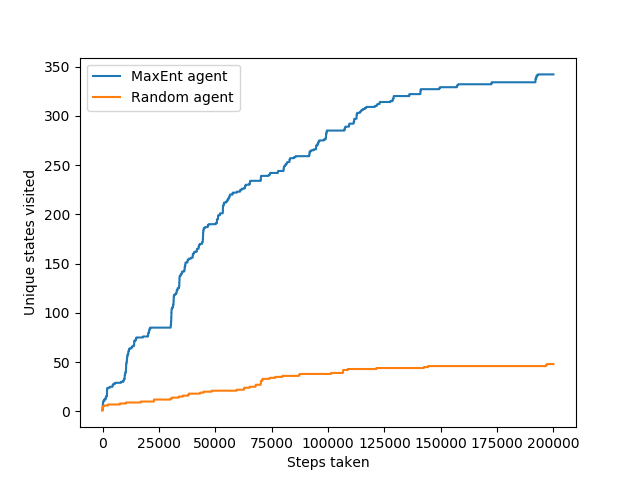 MaxEnt agent
Random agent
Unique states visited
350
300
250
200
150
100
50
0
0 25000 50000 75000 100000 125000 150000 175000 200000
Steps taken